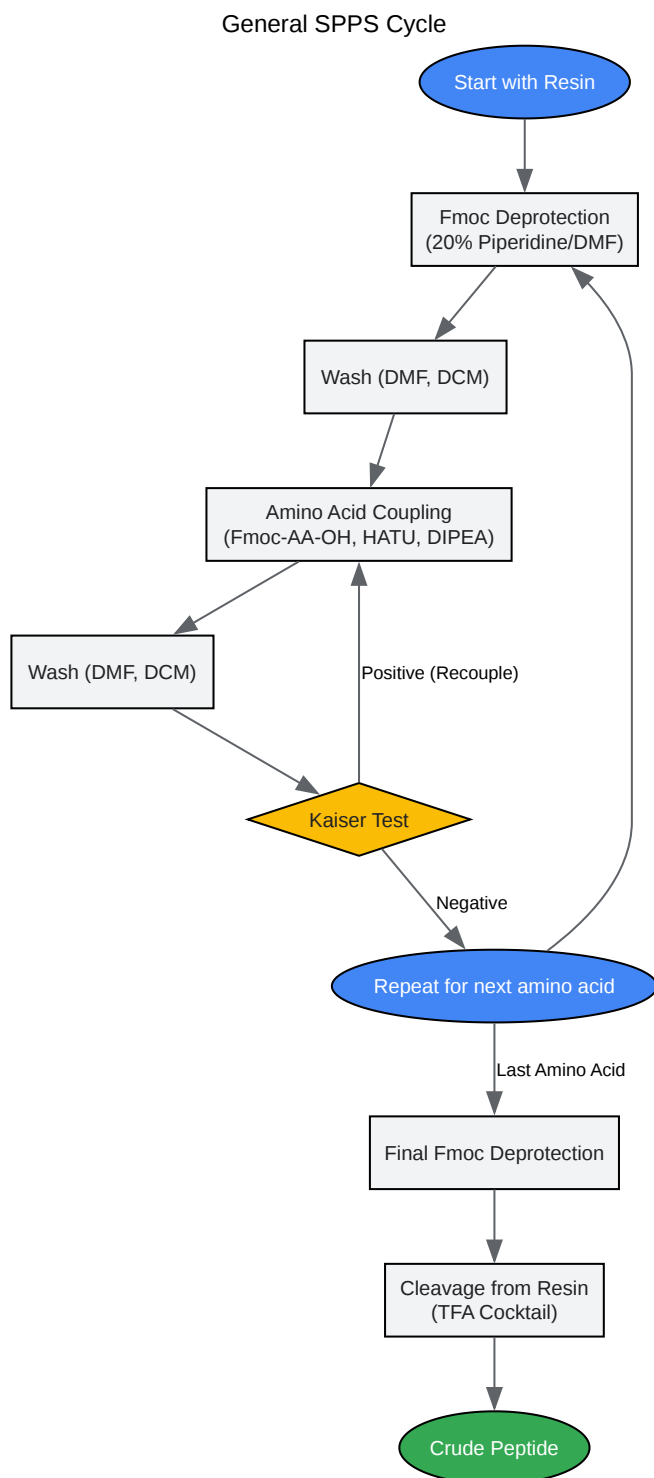 General SPPS Cycle
Start with Resin
Fmoc Deprotection
(20% Piperidine/DMF)
Wash (DMF, DCM)
Amino Acid Coupling
(Fmoc-AA-OH, HATU, DIPEA)
Wash (DMF, DCM)
Positive (Recouple)
Kaiser Test
Negative
Repeat for next amino acid
Last Amino Acid
Final Fmoc Deprotection
Cleavage from Resin
(TFA Cocktail)
Crude Peptide